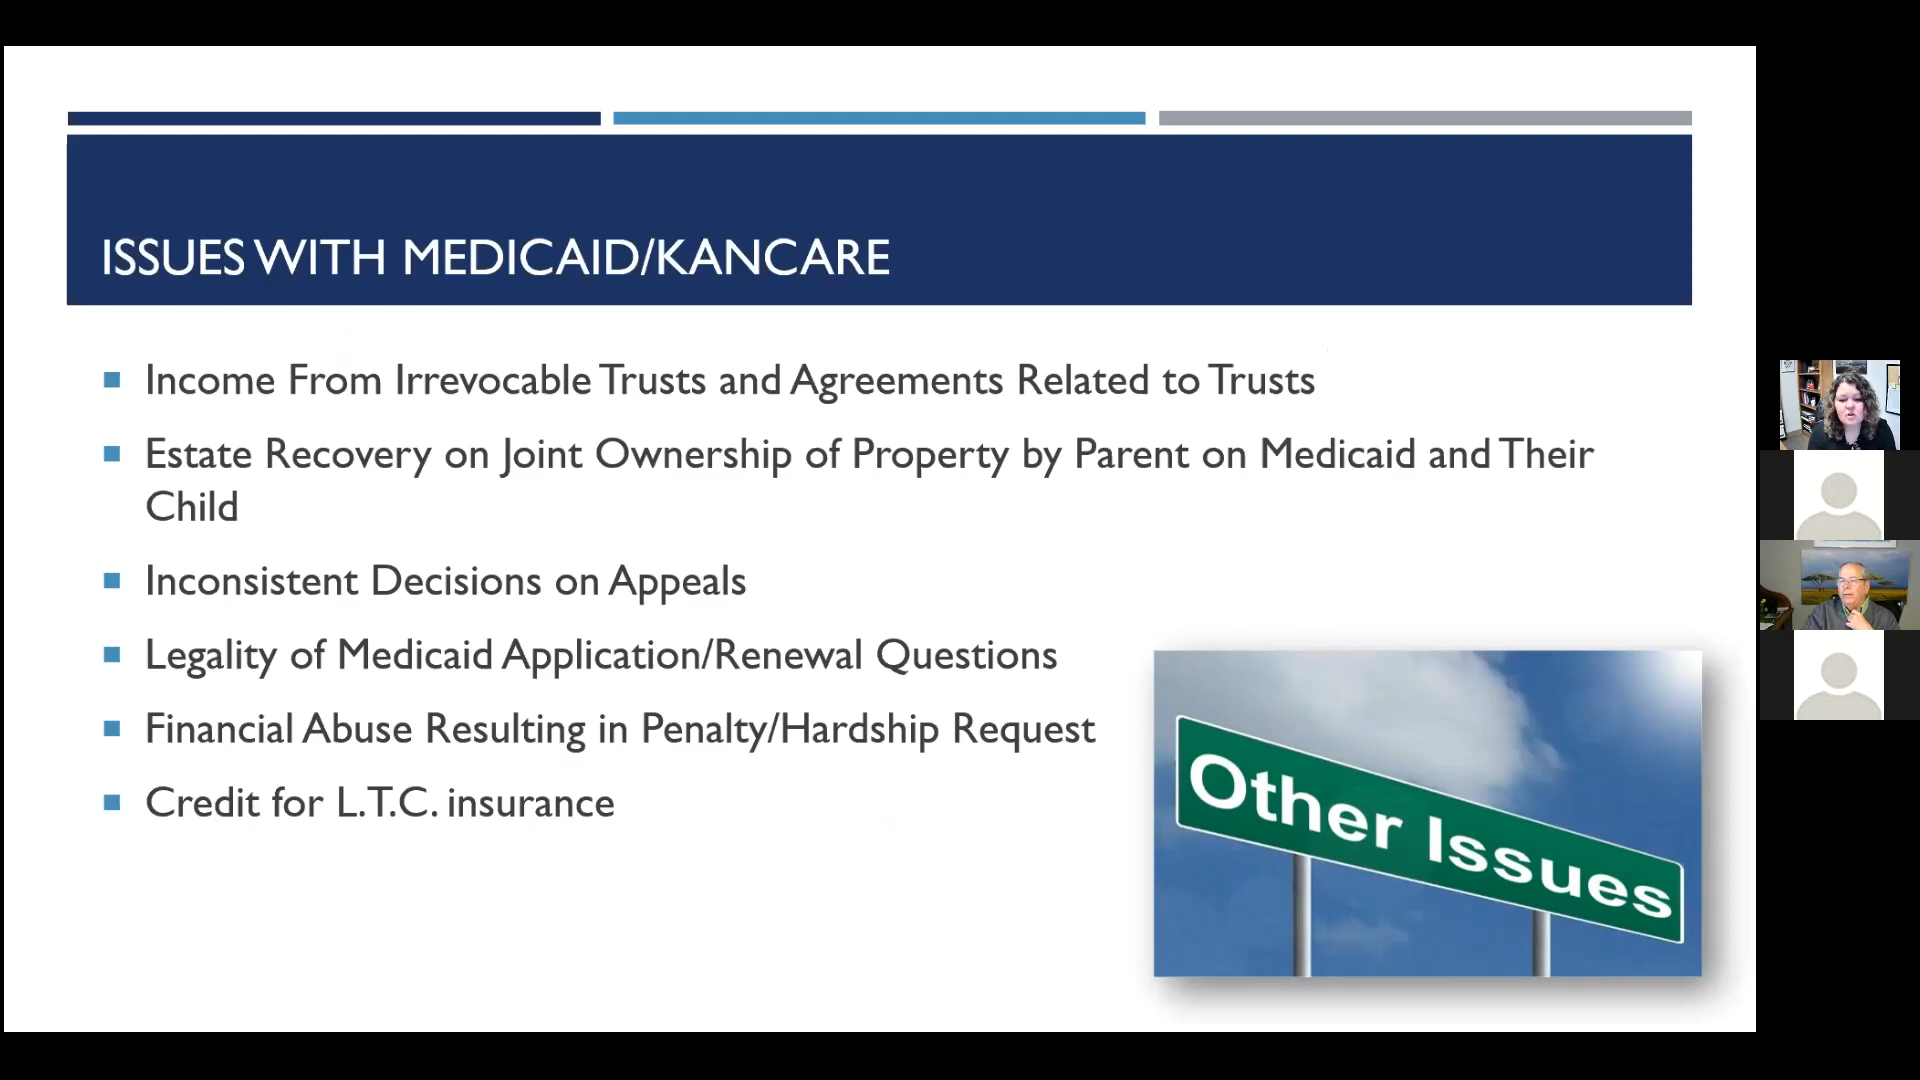 ISSUES WITH MEDICAID/KANCARE
Income From Irrevocable Trusts and Agreements Related to Trusts
Estate Recovery on Joint Ownership of Property by Parent on Medicaid and Their
Child
Inconsistent Decisions on Appeals
Legality of Medicaid Application/Renewal Questions
Financial Abuse Resulting in Penalty/Hardship Request
Credit for L.T.C. insurance
Other Issues